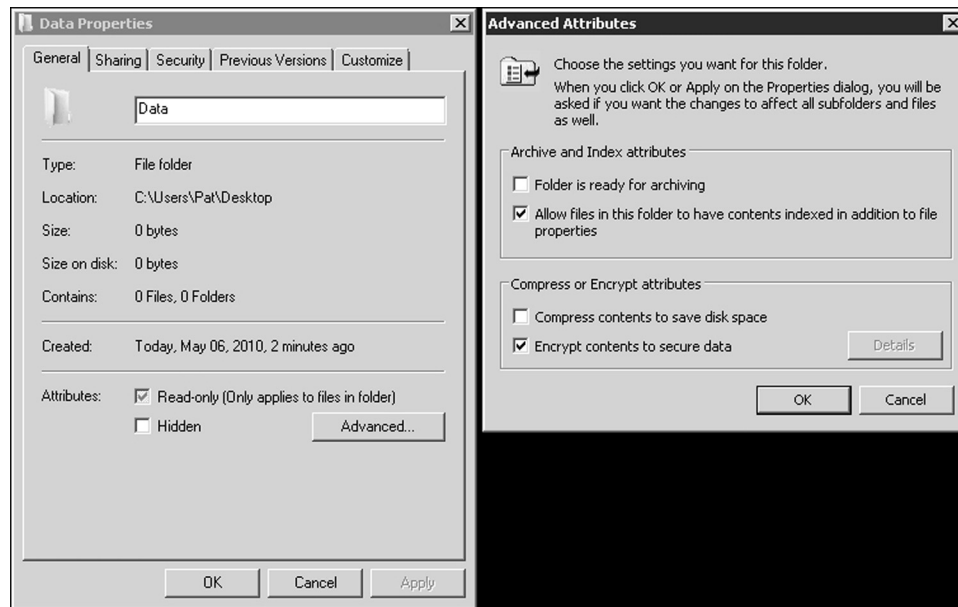 Data Properties
General Sharing Security Previous Versions Customize
Data
Type: File folder
Location: C:\Users\Pat\Desktop
Size: 0 bytes
Size on disk: 0 bytes
Contains: 0 Files, 0 Folders
Created: Today, May 06, 2010, 2 minutes ago
Attributes: Read-only (Only applies to files in folder)
Hidden Advanced...
OK Cancel Apply
Advanced Attributes
Choose the settings you want for this folder.
When you click OK or Apply on the Properties dialog, you will be
asked if you want the changes to affect all subfolders and files
as well.
Archive and Index attributes
Folder is ready for archiving
Allow files in this folder to have contents indexed in addition to file
properties
Compress or Encrypt attributes
Compress contents to save disk space
Encrypt contents to secure data Details
OK Cancel